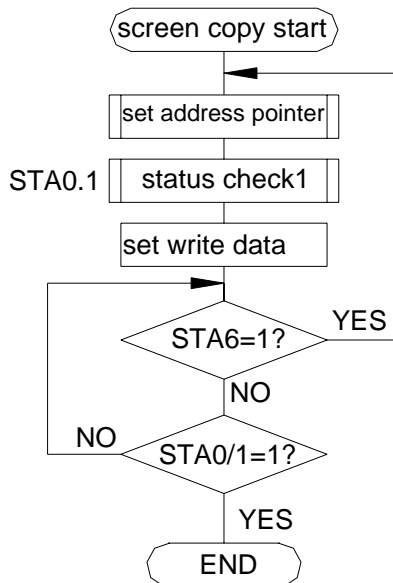 screen copy start
set address pointer
STA0.1
status check1
set write data
STA6=1?
YES
NO
NO
STA0/1=1?
YES
END